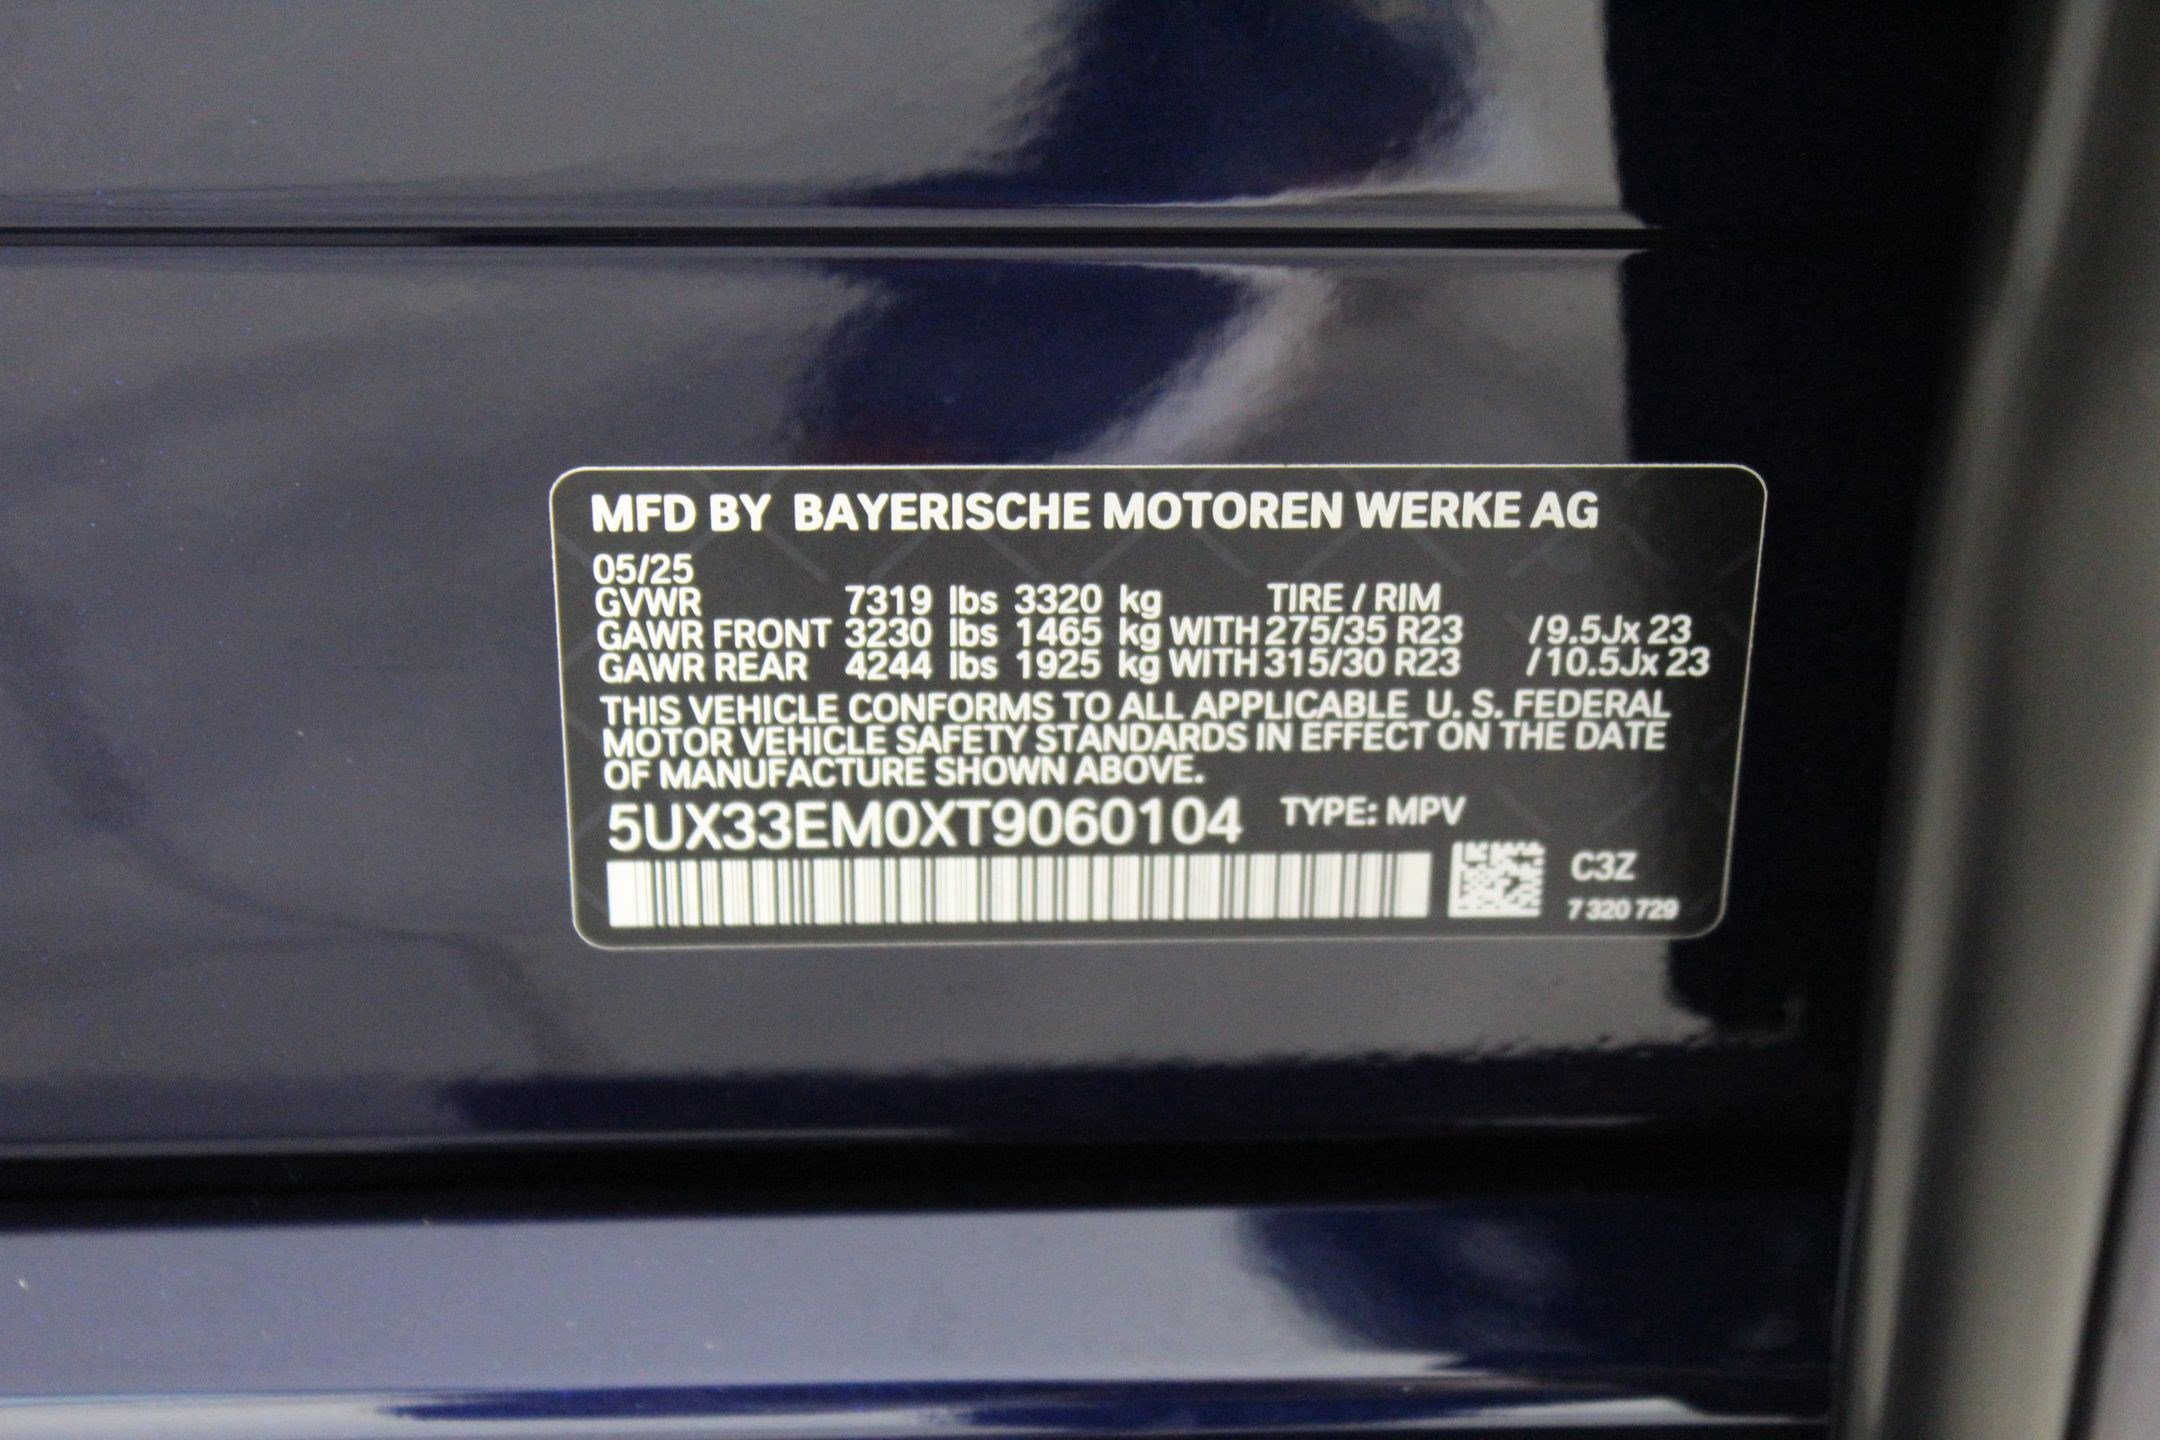 MFD BY BAYERISCHE MOTOREN WERKE AG
05/25
GVWR 7319 lbs 3320 kg TIRE / RIM
GAWR FRONT 3230 lbs 1465 kg WITH 275/35 R23 / 9.5Jx 23
GAWR REAR 4244 lbs 1925 kg WITH 315/30 R23 / 10.5Jx 23
THIS VEHICLE CONFORMS TO ALL APPLICABLE U. S. FEDERAL
MOTOR VEHICLE SAFETY STANDARDS IN EFFECT ON THE DATE
OF MANUFACTURE SHOWN ABOVE.
5UX33EM0XT9060104 TYPE: MPV
C3Z
7 320 729